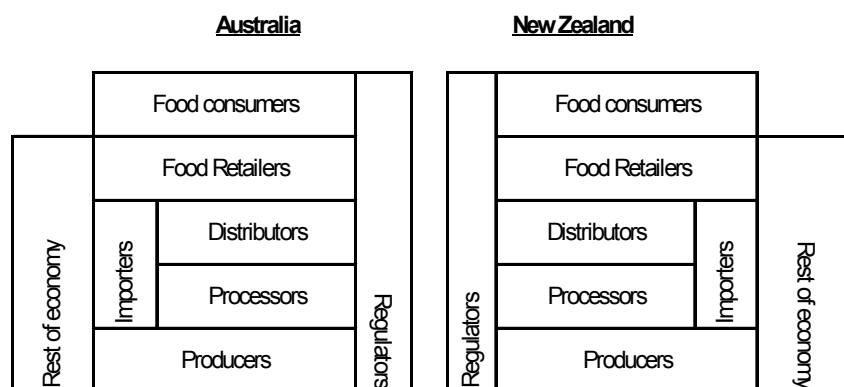 Australia
New Zealand
Food consumers
Food consumers
Food Retailers
Food Retailers
Distributors
Distributors
Processors
Processors
Producers
Producers
Rest of economy
Importers
Regulators
Regulators
Importers
Rest of economy